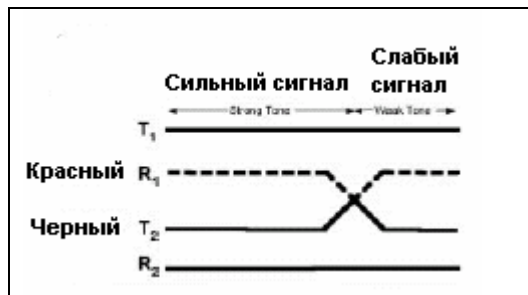 Слабый
Сильный сигнал сигнал
Strong Tone Weak Tone
T1
Красный R1
Черный T2
R2